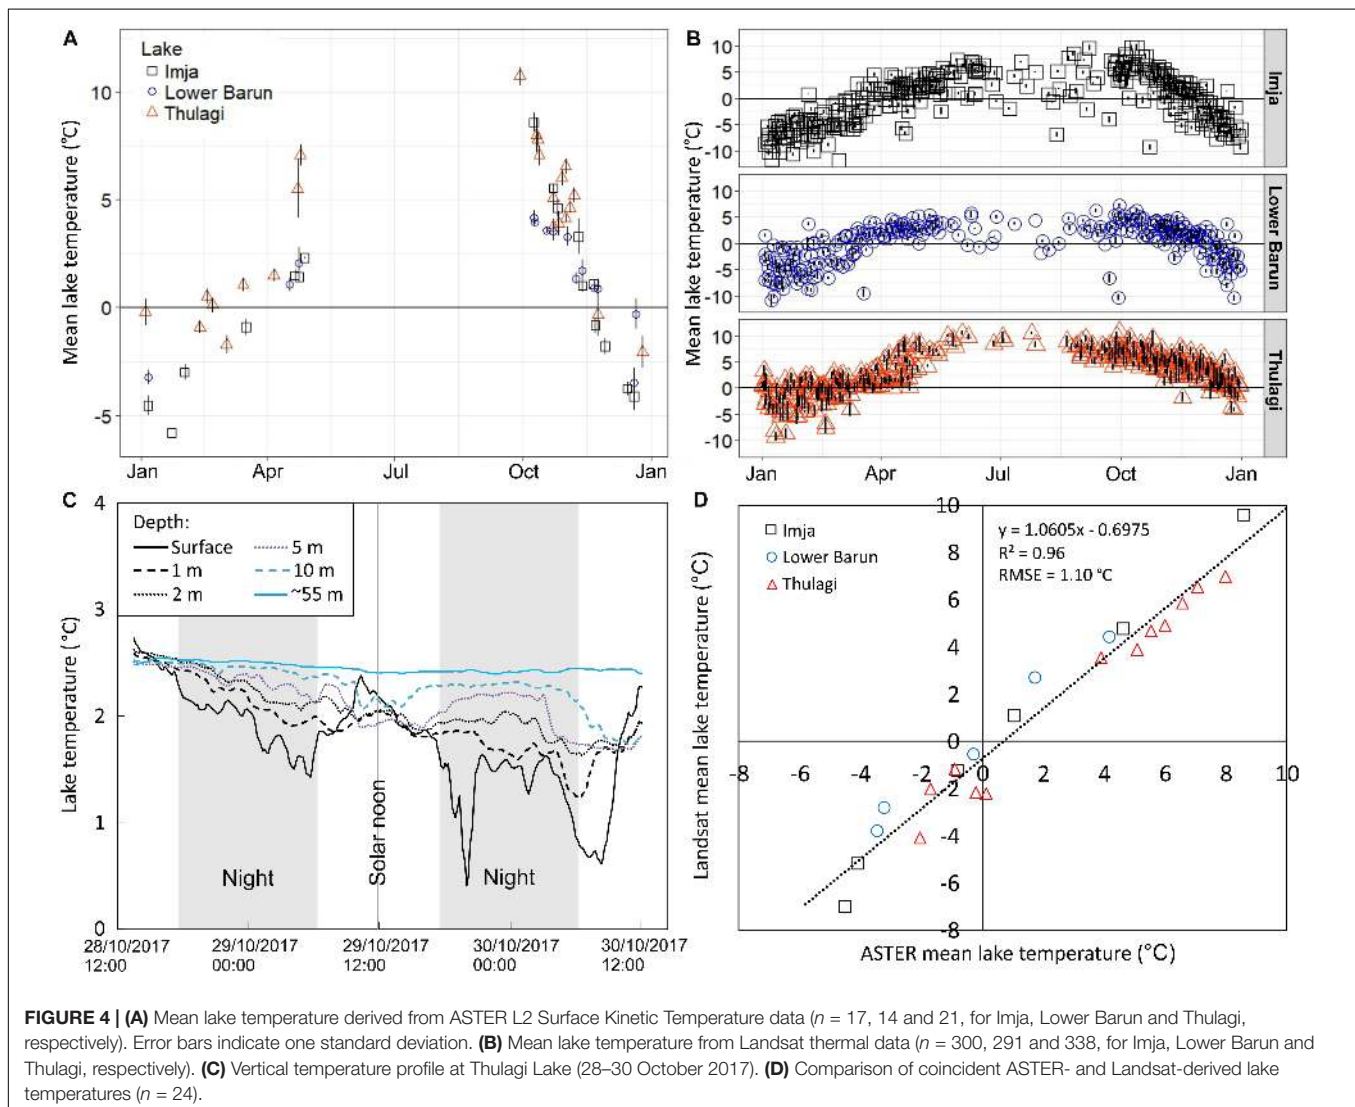 A
Lake
Imja
Lower Barun
Thulagi
Mean lake temperature (°C)
10
5
0
-5
Jan
Apr
Jul
Oct
Jan
B
Mean lake temperature (°C)
10
5
0
-5
-10
Imja
10
5
0
-5
-10
Lower Barun
10
5
0
-5
-10
Thulagi
Jan
Apr
Jul
Oct
Jan
C
Depth:
Surface
5 m
1 m
10 m
2 m
~55 m
Lake temperature (°C)
4
3
2
1
0
Night
Solar noon
Night
28/10/2017
12:00
29/10/2017
00:00
29/10/2017
12:00
30/10/2017
00:00
30/10/2017
12:00
D
Imja
Lower Barun
Thulagi
y = 1.0605x - 0.6975
R² = 0.96
RMSE = 1.10 °C
Landsat mean lake temperature (°C)
10
8
6
4
2
0
-2
-4
-6
-8
-8
-6
-4
-2
0
2
4
6
8
10
ASTER mean lake temperature (°C)
FIGURE 4 | (A) Mean lake temperature derived from ASTER L2 Surface Kinetic Temperature data (n = 17, 14 and 21, for Imja, Lower Barun and Thulagi,
respectively). Error bars indicate one standard deviation. (B) Mean lake temperature from Landsat thermal data (n = 300, 291 and 338, for Imja, Lower Barun and
Thulagi, respectively). (C) Vertical temperature profile at Thulagi Lake (28–30 October 2017). (D) Comparison of coincident ASTER- and Landsat-derived lake
temperatures (n = 24).